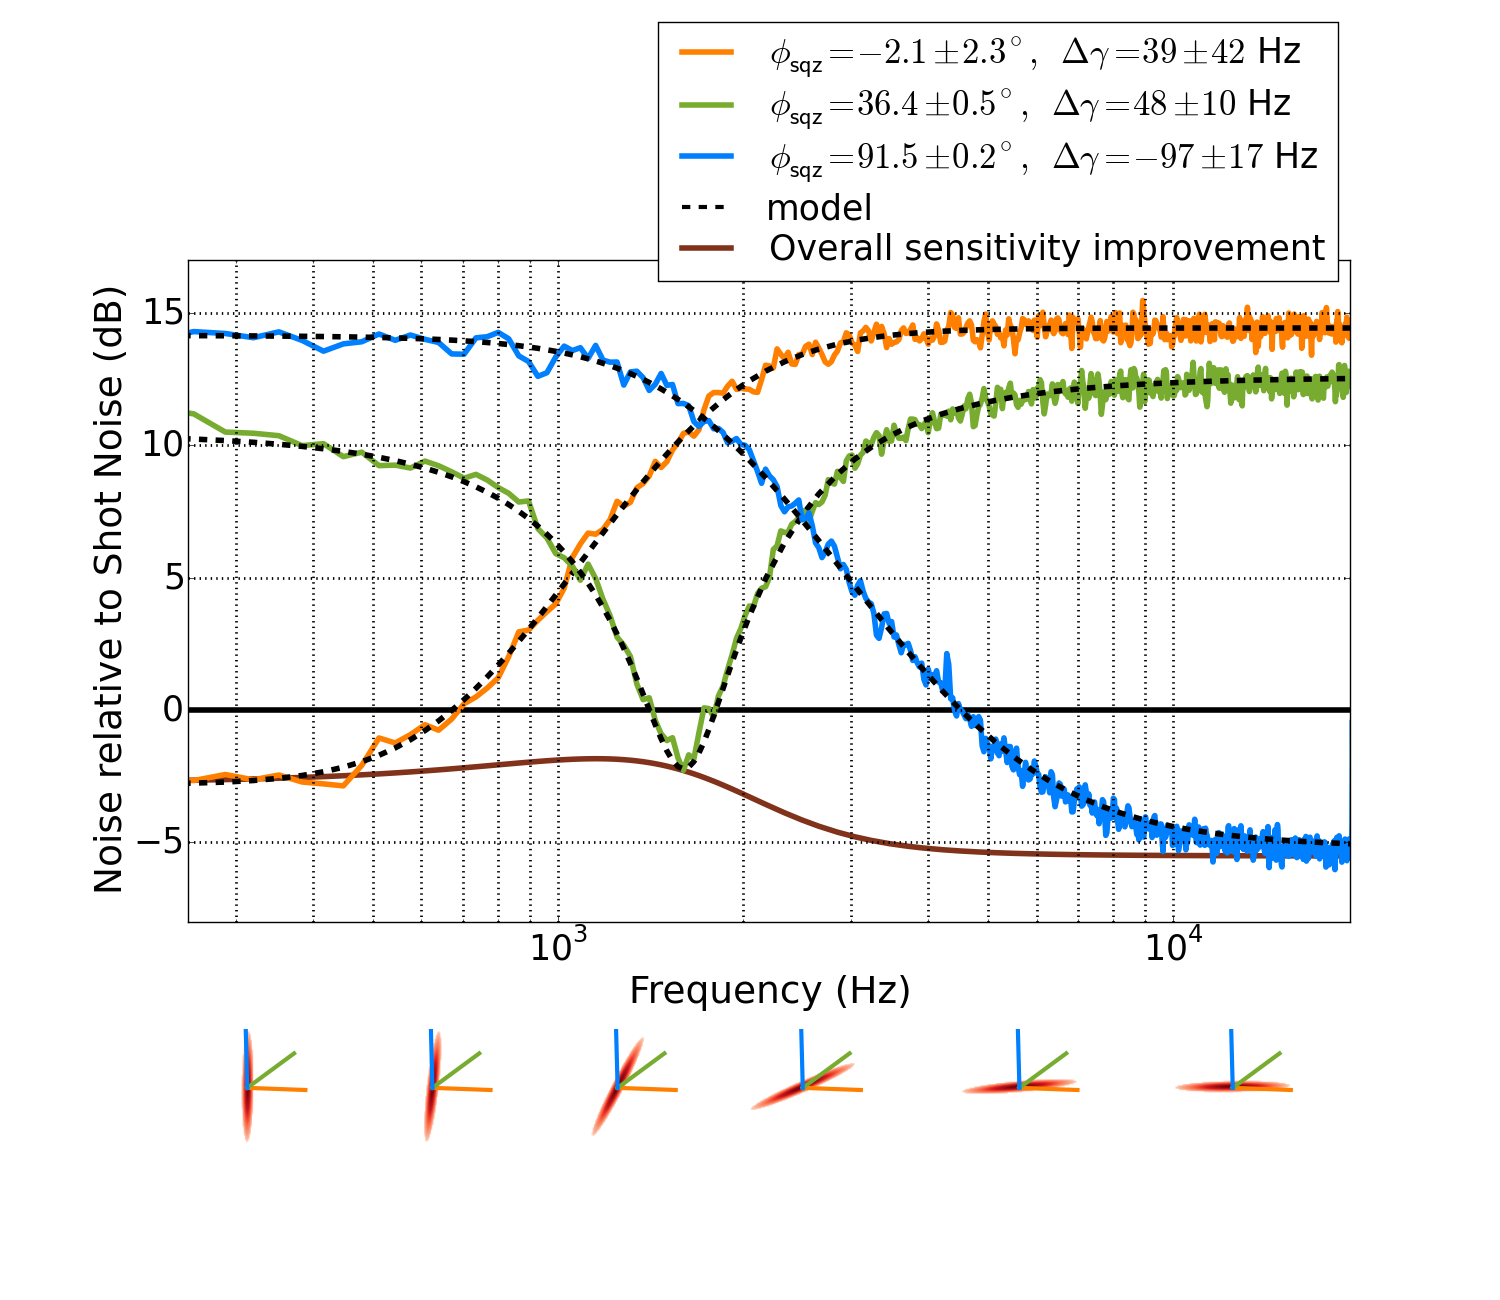 ϕsqz=−2.1±2.3°, Δγ=39±42 Hz
ϕsqz=36.4±0.5°, Δγ=48±10 Hz
ϕsqz=91.5±0.2°, Δγ=−97±17 Hz
model
Overall sensitivity improvement
Noise relative to Shot Noise (dB)
15
10
5
0
−5
10³ 10⁴
Frequency (Hz)